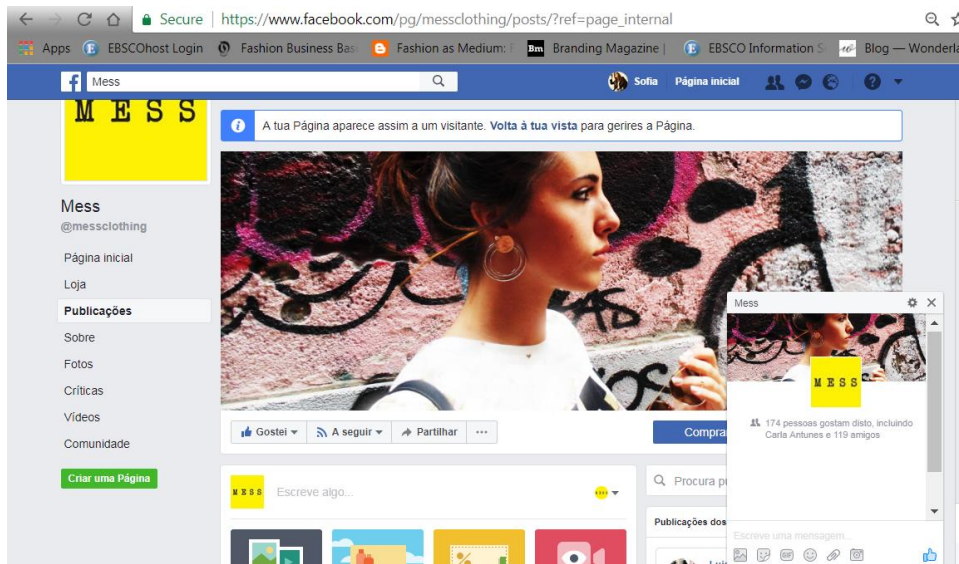 Secure | https://www.facebook.com/pg/messclothing/posts/?ref=page_internal
Apps EBSCOhost Login Fashion Business Bas Fashion as Medium: Bm Branding Magazine | EBSCO Information S Blog — Wonderla
f Mess Sofia Página inicial
MESS
A tua Página aparece assim a um visitante. Volta à tua vista para gerires a Página.
Mess
@messclothing
Página inicial
Loja
Publicações
Sobre
Fotos
Críticas
Vídeos
Comunidade
Criar uma Página
Gostei A seguir Partilhar ...
Compra
MESS Escreve algo...
Procura p
Publicações dos
Mess
MESS
174 pessoas gostam disto, incluindo
Carla Antunes e 119 amigos
Escreve uma mensagem...
GIF